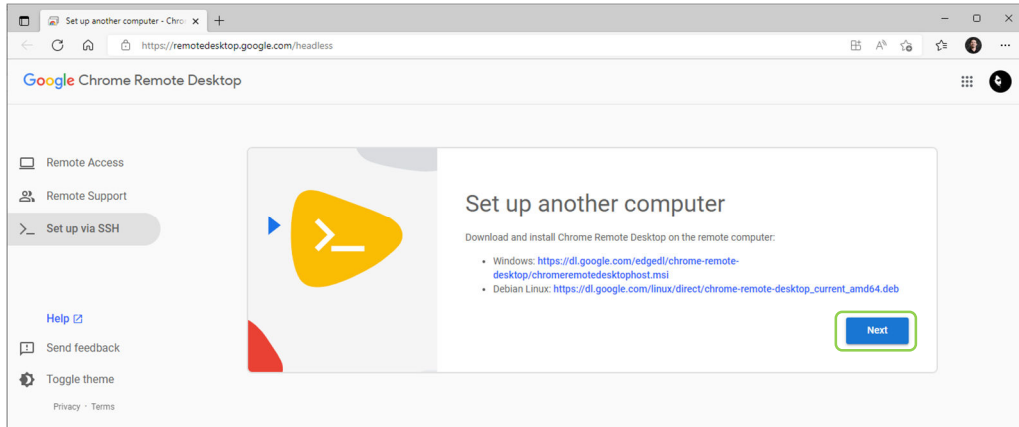 Set up another computer - Chro
https://remotedesktop.google.com/headless
Google Chrome Remote Desktop
Remote Access
Remote Support
Set up via SSH
Help
Send feedback
Toggle theme
Privacy · Terms
Set up another computer
Download and install Chrome Remote Desktop on the remote computer:
• Windows: https://dl.google.com/edgedl/chrome-remote-
desktop/chromeremotedesktophost.msi
• Debian Linux: https://dl.google.com/linux/direct/chrome-remote-desktop_current_amd64.deb
Next